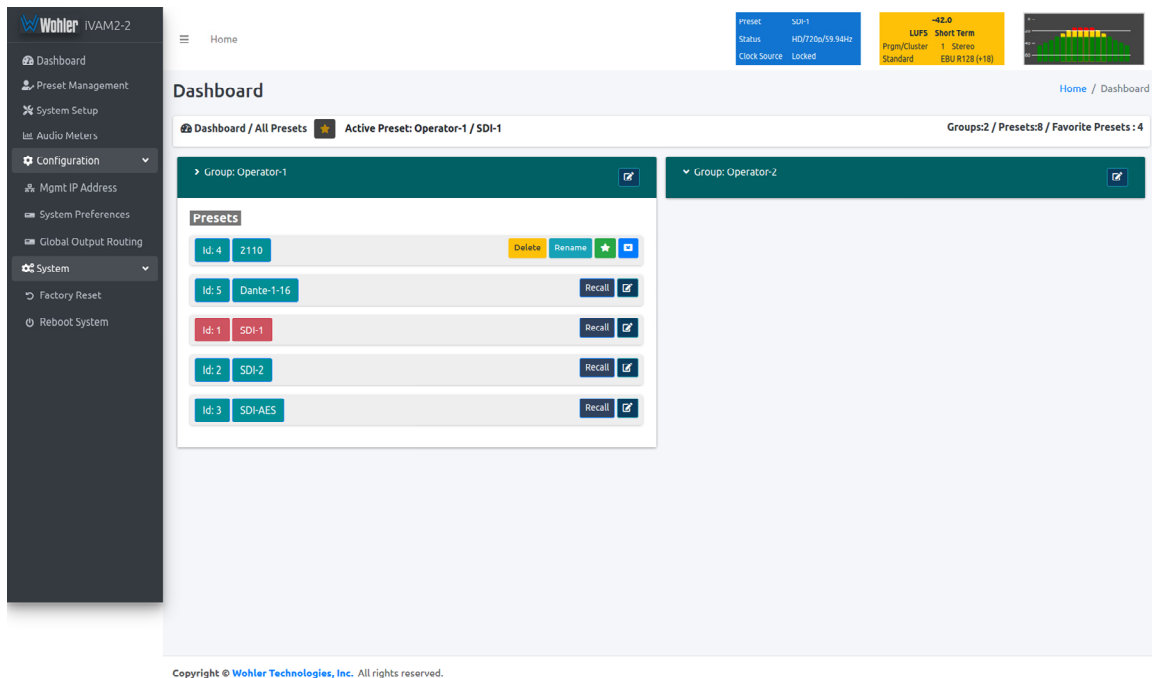 Wohler iVAM2-2
Dashboard
Preset Management
System Setup
Audio Meters
Configuration
Mgmt IP Address
System Preferences
Global Output Routing
System
Factory Reset
Reboot System
Home
Preset SDI-1
Status HD/720p/59.94Hz
Clock Source Locked
-42.0
LUFS Short Term
Prgm/Cluster 1 Stereo
Standard EBU R128 (+18)
Dashboard
Home / Dashboard
Dashboard / All Presets
Active Preset: Operator-1 / SDI-1
Groups:2 / Presets:8 / Favorite Presets : 4
Group: Operator-1
Presets
Id: 4 2110 Delete Rename
Id: 5 Dante-1-16 Recall
Id: 1 SDI-1 Recall
Id: 2 SDI-2 Recall
Id: 3 SDI-AES Recall
Group: Operator-2
Copyright © Wohler Technologies, Inc. All rights reserved.